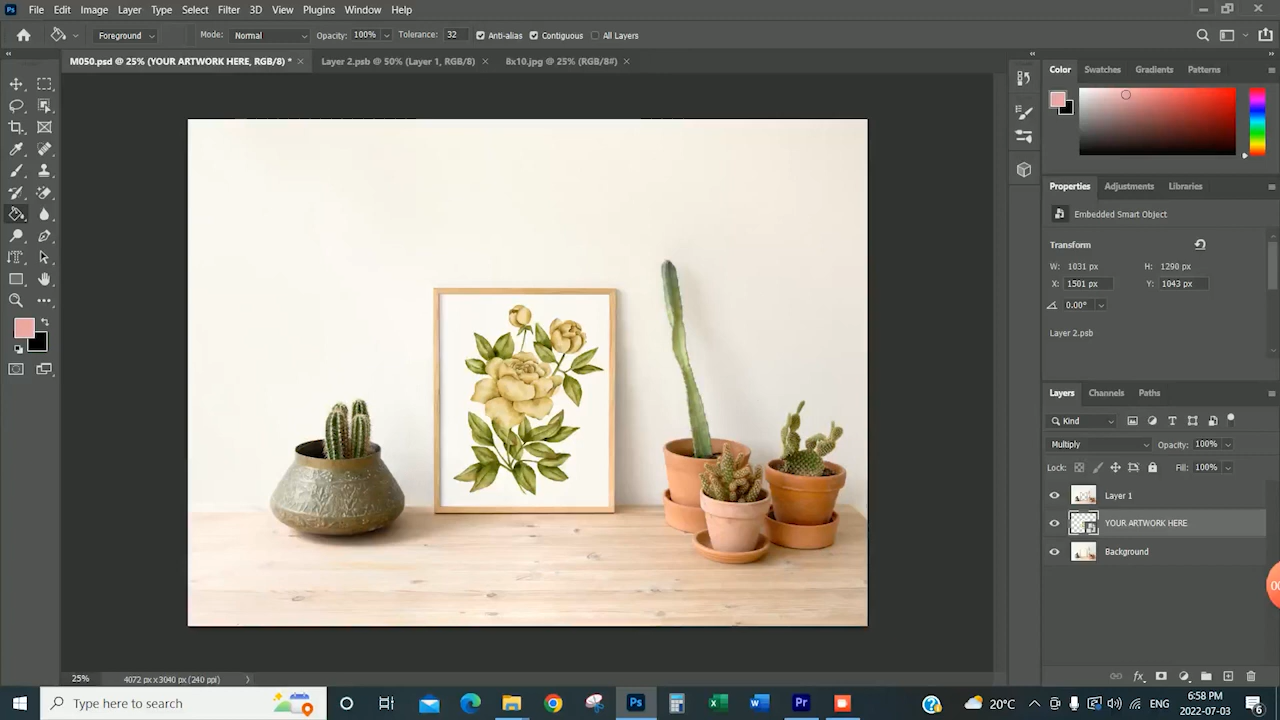 Ps File Edit Image Layer Type Select Filter 3D View Plugins Window Help
Foreground Mode: Normal Opacity: 100% Tolerance: 32 Anti-alias Contiguous All Layers
M050.psd @ 25% (YOUR ARTWORK HERE, RGB/8) * × Layer 2.psb @ 50% (Layer 1, RGB/8) × 8x10.jpg @ 25% (RGB/8#) ×
Color Swatches Gradients Patterns
Properties Adjustments Libraries
Embedded Smart Object
Transform
W: 1031 px H: 1290 px
X: 1501 px Y: 1043 px
0.00°
Layer 2.psb
Layers Channels Paths
Kind
Multiply Opacity: 100%
Lock: Fill: 100%
Layer 1
YOUR ARTWORK HERE
Background
25% 4072 px x 3040 px (240 ppi)
Type here to search
Ps
Pr
20°C
ENG
6:58 PM
2022-07-03
6
00